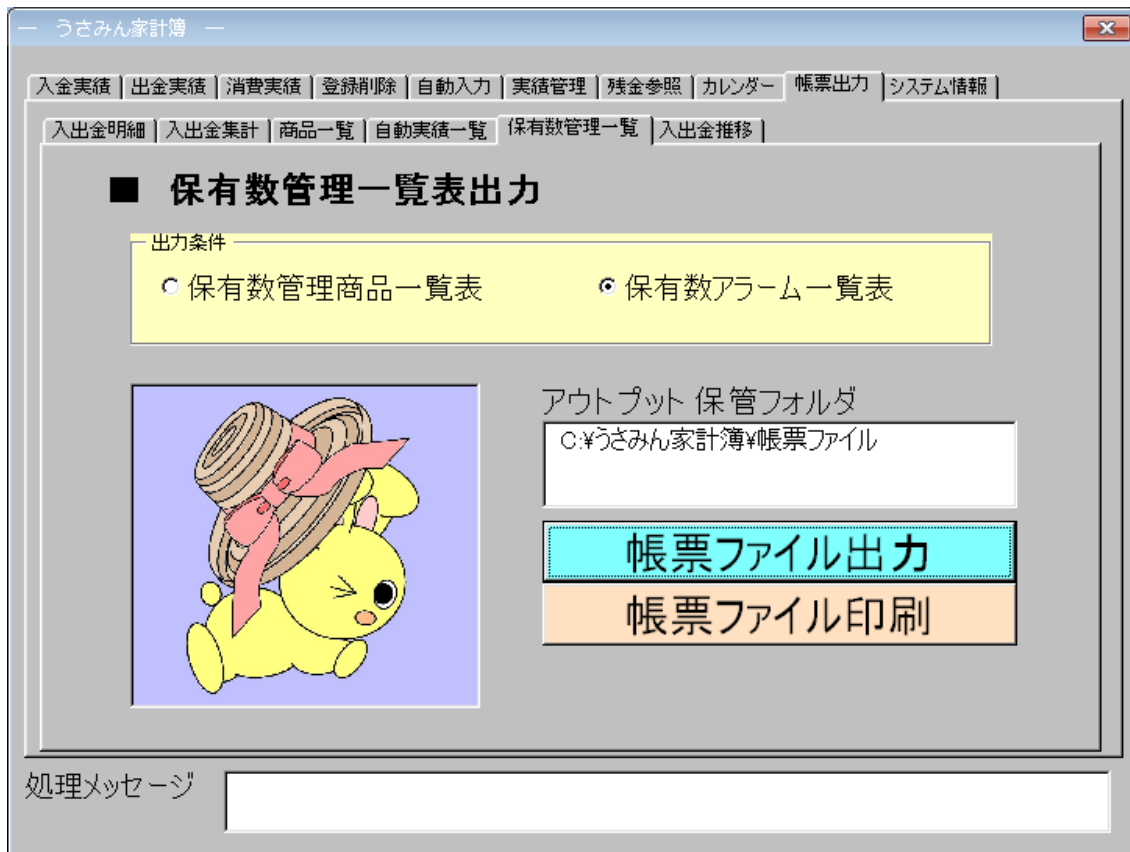 ― うさみん家計簿 ―
入金実績 出金実績 消費実績 登録削除 自動入力 実績管理 残金参照 カレンダー 帳票出力 システム情報
入出金明細 入出金集計 商品一覧 自動実績一覧 保有数管理一覧 入出金推移
■ 保有数管理一覧表出力
出力条件
保有数管理商品一覧表 保有数アラーム一覧表
アウトプット保管フォルダ
C:¥うさみん家計簿¥帳票ファイル
帳票ファイル出力
帳票ファイル印刷
処理メッセージ